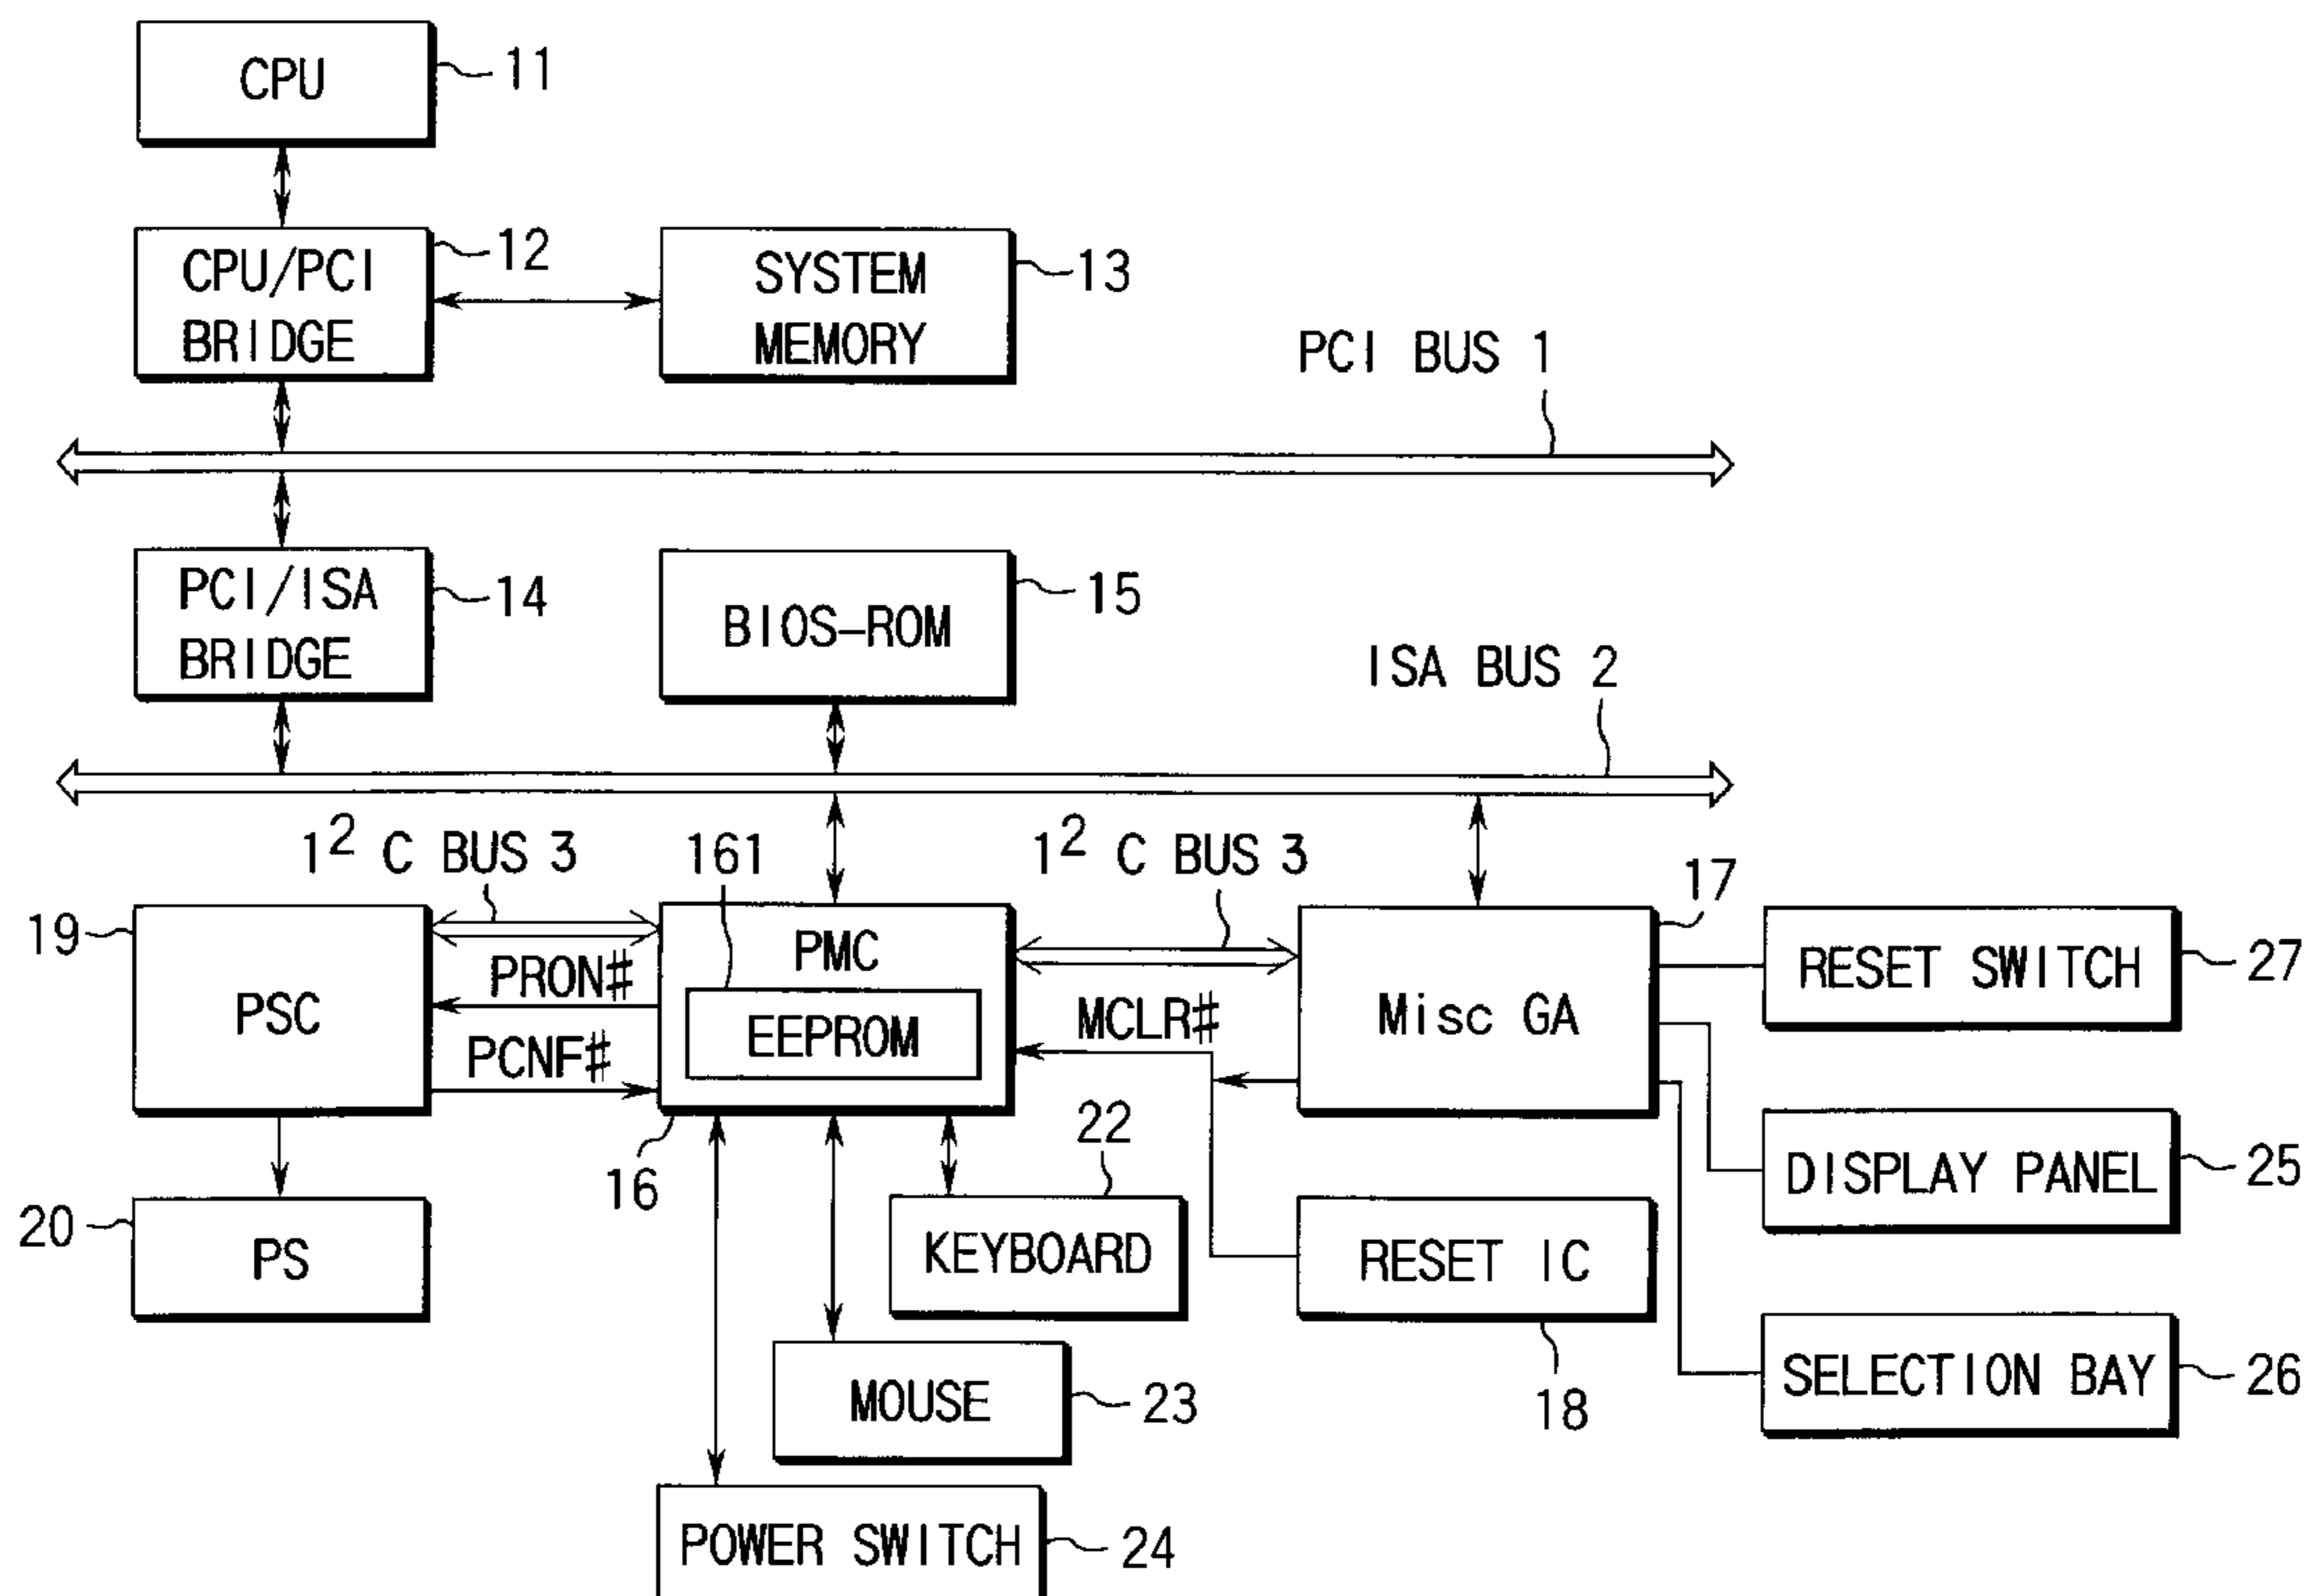 CPU
11
CPU/PCI
BRIDGE
12
SYSTEM
MEMORY
13
PCI BUS 1
PCI/ISA
BRIDGE
14
BIOS-ROM
15
ISA BUS 2
1² C BUS 3
161
1² C BUS 3
17
19
PSC
PRON#
PCNF#
PMC
EEPROM
MCLR#
Misc GA
RESET SWITCH
27
16
22
DISPLAY PANEL
25
20
PS
KEYBOARD
RESET IC
18
MOUSE
23
SELECTION BAY
26
POWER SWITCH
24